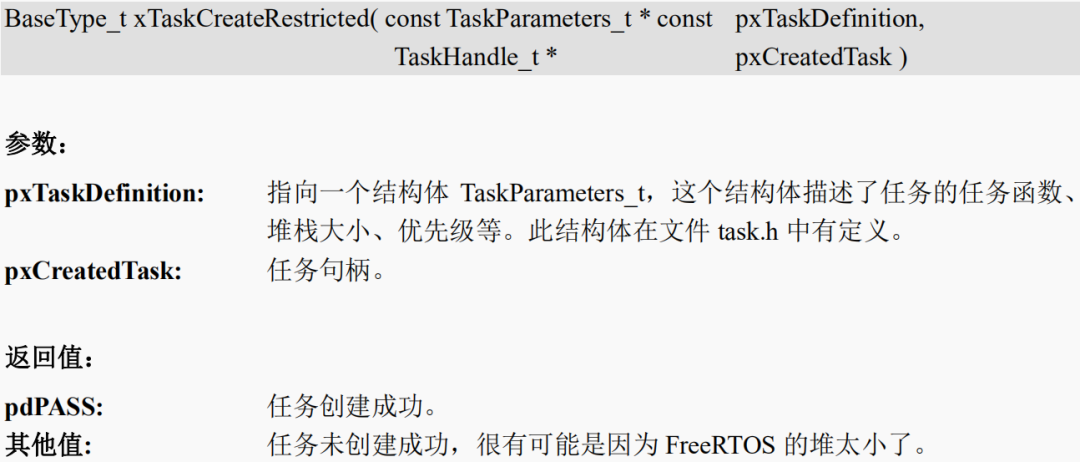 BaseType_t xTaskCreateRestricted( const TaskParameters_t * const pxTaskDefinition,
TaskHandle_t * pxCreatedTask )
参数：
pxTaskDefinition: 指向一个结构体 TaskParameters_t，这个结构体描述了任务的任务函数、
堆栈大小、优先级等。此结构体在文件 task.h 中有定义。
pxCreatedTask: 任务句柄。
返回值：
pdPASS: 任务创建成功。
其他值: 任务未创建成功，很有可能是因为 FreeRTOS 的堆太小了。